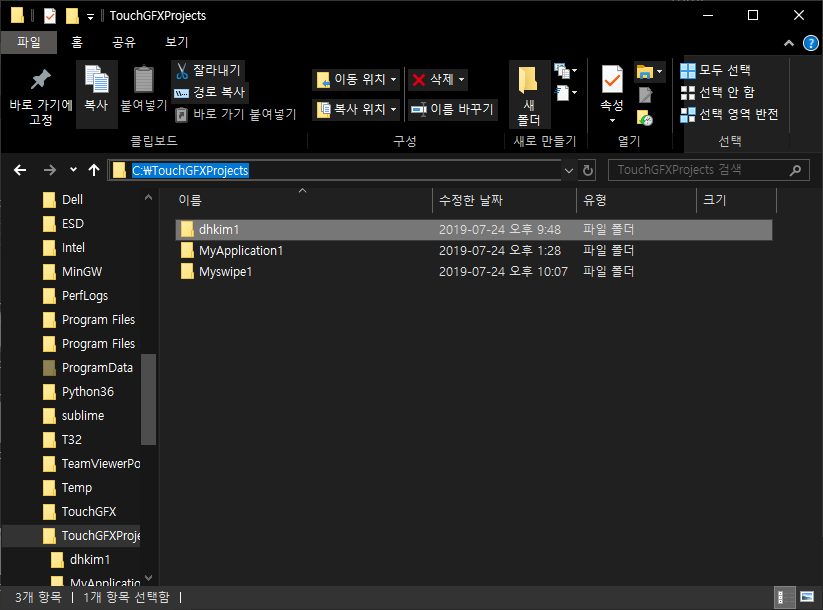 TouchGFXProjects
파일 홈 공유 보기
바로 가기에 고정
복사
붙여넣기
잘라내기
경로 복사
바로 가기 붙여넣기
클립보드
이동 위치
복사 위치
삭제
이름 바꾸기
구성
새 폴더
새로 만들기
속성
열기
모두 선택
선택 안 함
선택 영역 반전
선택
C:₩TouchGFXProjects
TouchGFXProjects 검색
Dell
ESD
Intel
MinGW
PerfLogs
Program Files
Program Files
ProgramData
Python36
sublime
T32
TeamViewerPo
Temp
TouchGFX
TouchGFXProje
dhkim1
MyApplicatio
이름 수정한 날짜 유형 크기
dhkim1 2019-07-24 오후 9:48 파일 폴더
MyApplication1 2019-07-24 오후 1:28 파일 폴더
Myswipe1 2019-07-24 오후 10:07 파일 폴더
3개 항목 | 1개 항목 선택함 |